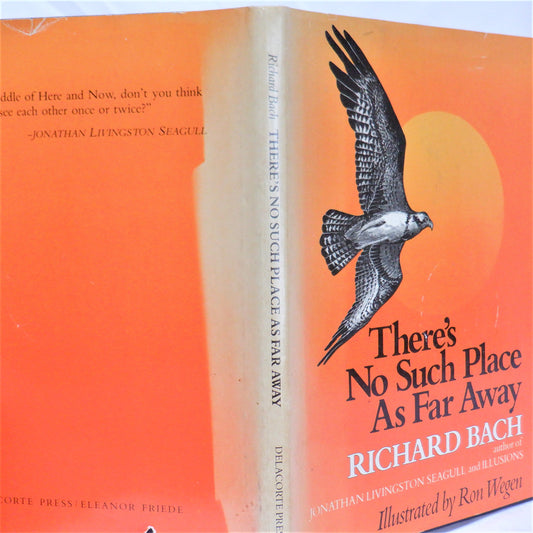 ddle of Here and Now, don't you think
see each other once or twice?"
-JONATHAN LIVINGSTON SEAGULL
CORTE PRESS/ELEANOR FRIEDE
Richard Bach THERE'S NO SUCH PLACE AS FAR AWAY DELACORTE PRES
There's
No Such Place
As Far Away
RICHARD BACH
author of
JONATHAN LIVINGSTON SEAGULL and ILLUSIONS
Illustrated by Ron Wegen